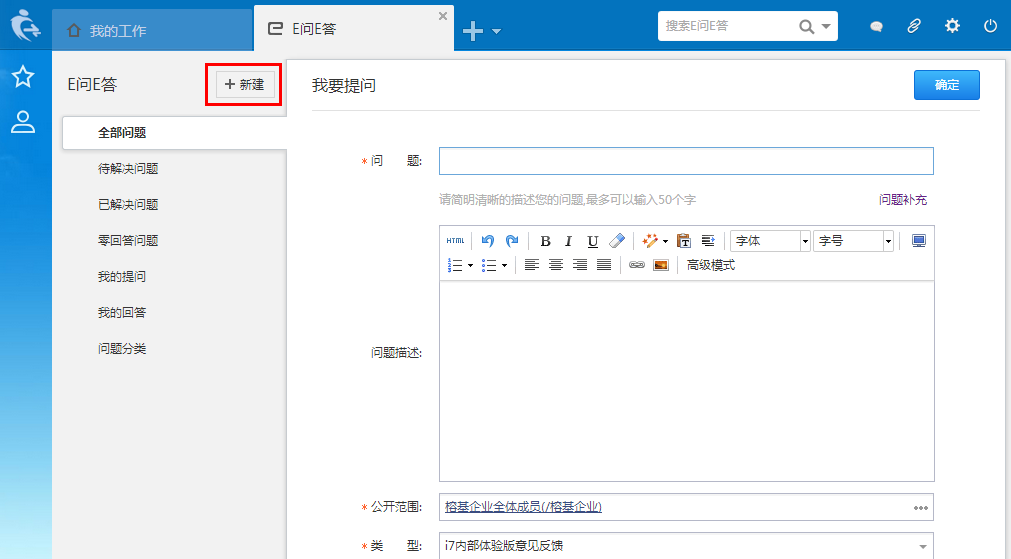 我的工作
E问E答
搜索E问E答
E问E答
+ 新建
全部问题
待解决问题
已解决问题
零回答问题
我的提问
我的回答
问题分类
我要提问
确定
* 问 题:
请简明清晰的描述您的问题,最多可以输入50个字
问题补充
HTML B I U 字体 字号
高级模式
问题描述:
* 公开范围: 榕基企业全体成员(/榕基企业)
* 类 型: i7内部体验版意见反馈